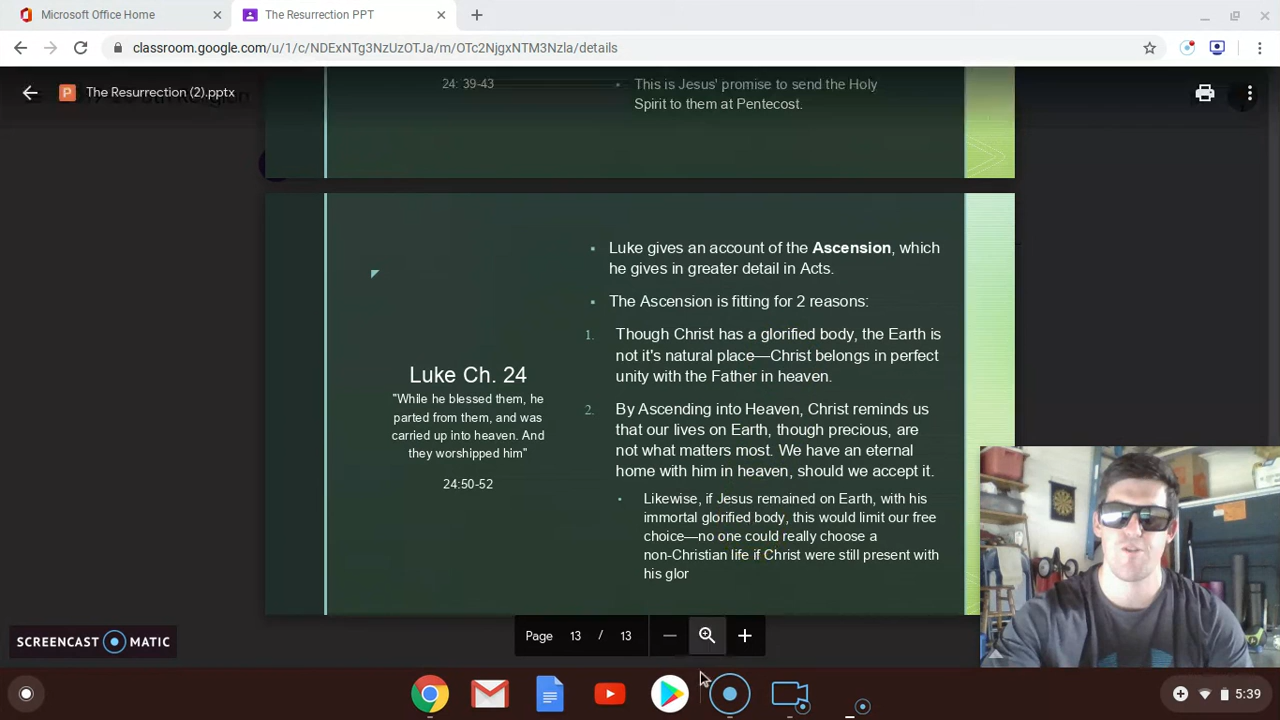 Microsoft Office Home
The Resurrection PPT
classroom.google.com/u/1/c/NDExNTg3NzUzOTJa/m/OTc2NjgxNTM3Nzla/details
The Resurrection (2).pptx
24: 39-43
This is Jesus' promise to send the Holy
Spirit to them at Pentecost.
Luke Ch. 24
"While he blessed them, he
parted from them, and was
carried up into heaven. And
they worshipped him"
24:50-52
Luke gives an account of the Ascension, which
he gives in greater detail in Acts.
The Ascension is fitting for 2 reasons:
1. Though Christ has a glorified body, the Earth is
not it's natural place—Christ belongs in perfect
unity with the Father in heaven.
2. By Ascending into Heaven, Christ reminds us
that our lives on Earth, though precious, are
not what matters most. We have an eternal
home with him in heaven, should we accept it.
Likewise, if Jesus remained on Earth, with his
immortal glorified body, this would limit our free
choice—no one could really choose a
non-Christian life if Christ were still present with
his glor
Page 13 / 13
SCREENCAST MATIC
5:39